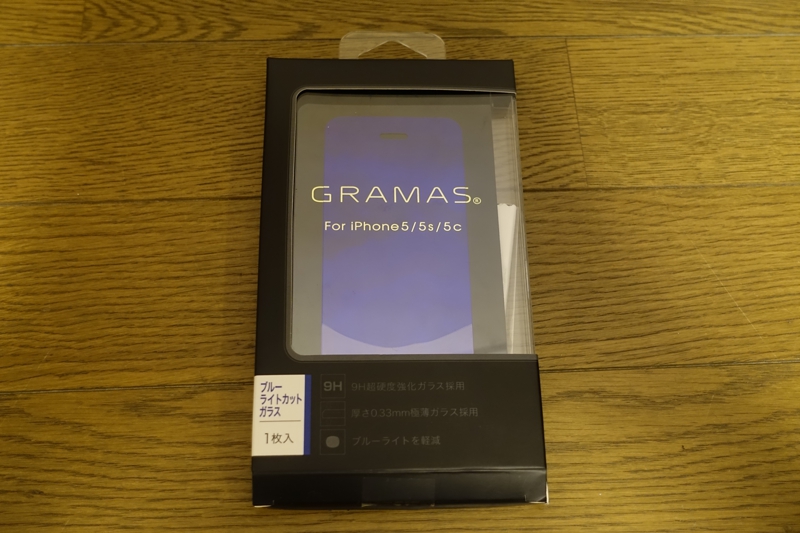 GRAMAS®
For iPhone5/5s/5c
ブルー
ライトカット
ガラス
1枚入
9H
9H超硬度強化ガラス採用
厚さ0.33mm極薄ガラス採用
ブルーライトを軽減